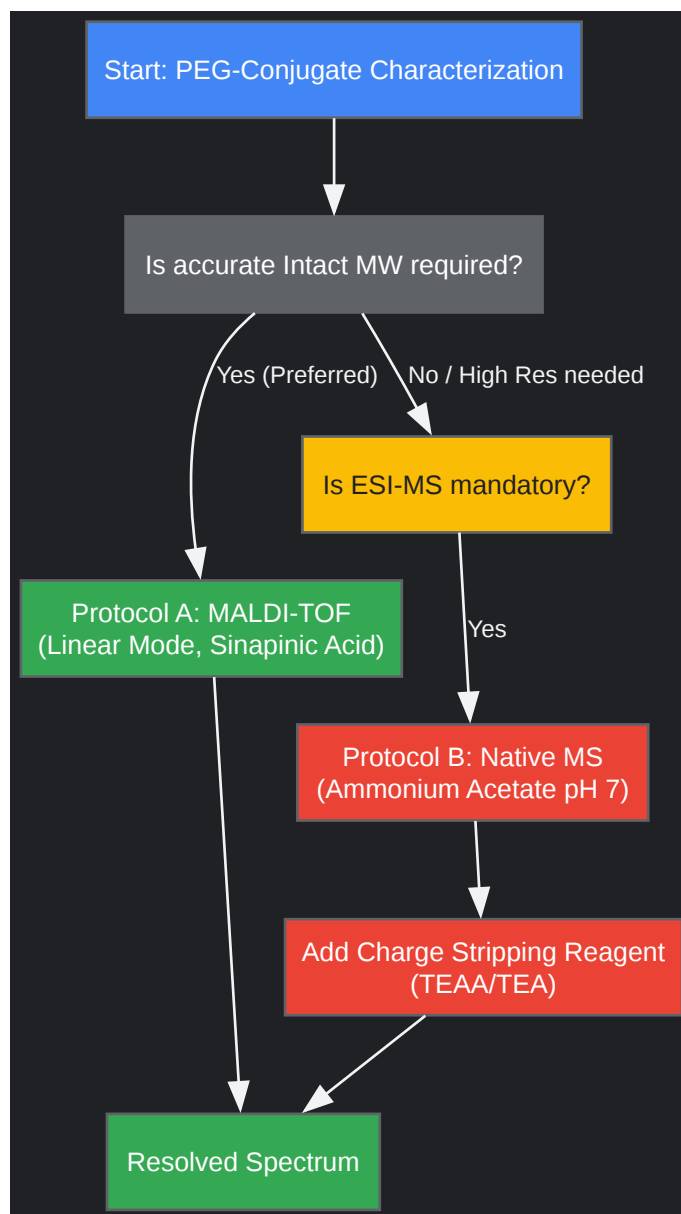 Start: PEG-Conjugate Characterization
Is accurate Intact MW required?
Yes (Preferred)
No / High Res needed
Is ESI-MS mandatory?
Protocol A: MALDI-TOF
(Linear Mode, Sinapinic Acid)
Yes
Protocol B: Native MS
(Ammonium Acetate pH 7)
Add Charge Stripping Reagent
(TEAA/TEA)
Resolved Spectrum